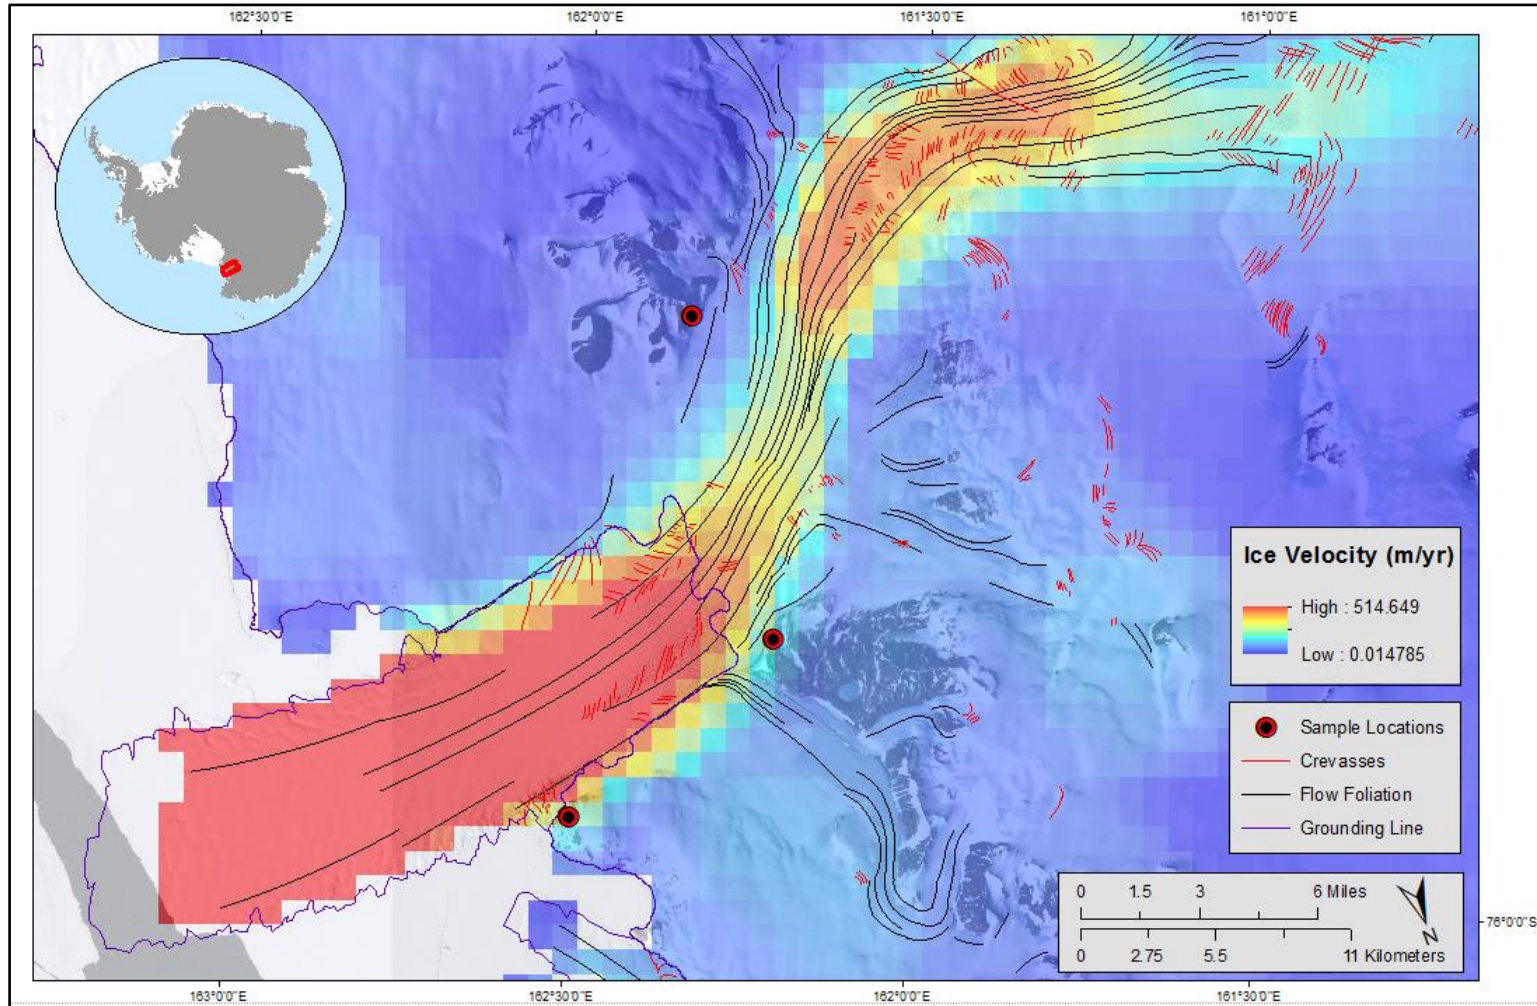 162°30'0"E
162°0'0"E
161°30'0"E
161°0'0"E
Ice Velocity (m/yr)
High : 514.649
Low : 0.014785
Sample Locations
Crevasses
Flow Foliation
Grounding Line
0 1.5 3 6 Miles
0 2.75 5.5 11 Kilometers
N
76°0'0"S
163°0'0"E
162°30'0"E
162°0'0"E
161°30'0"E